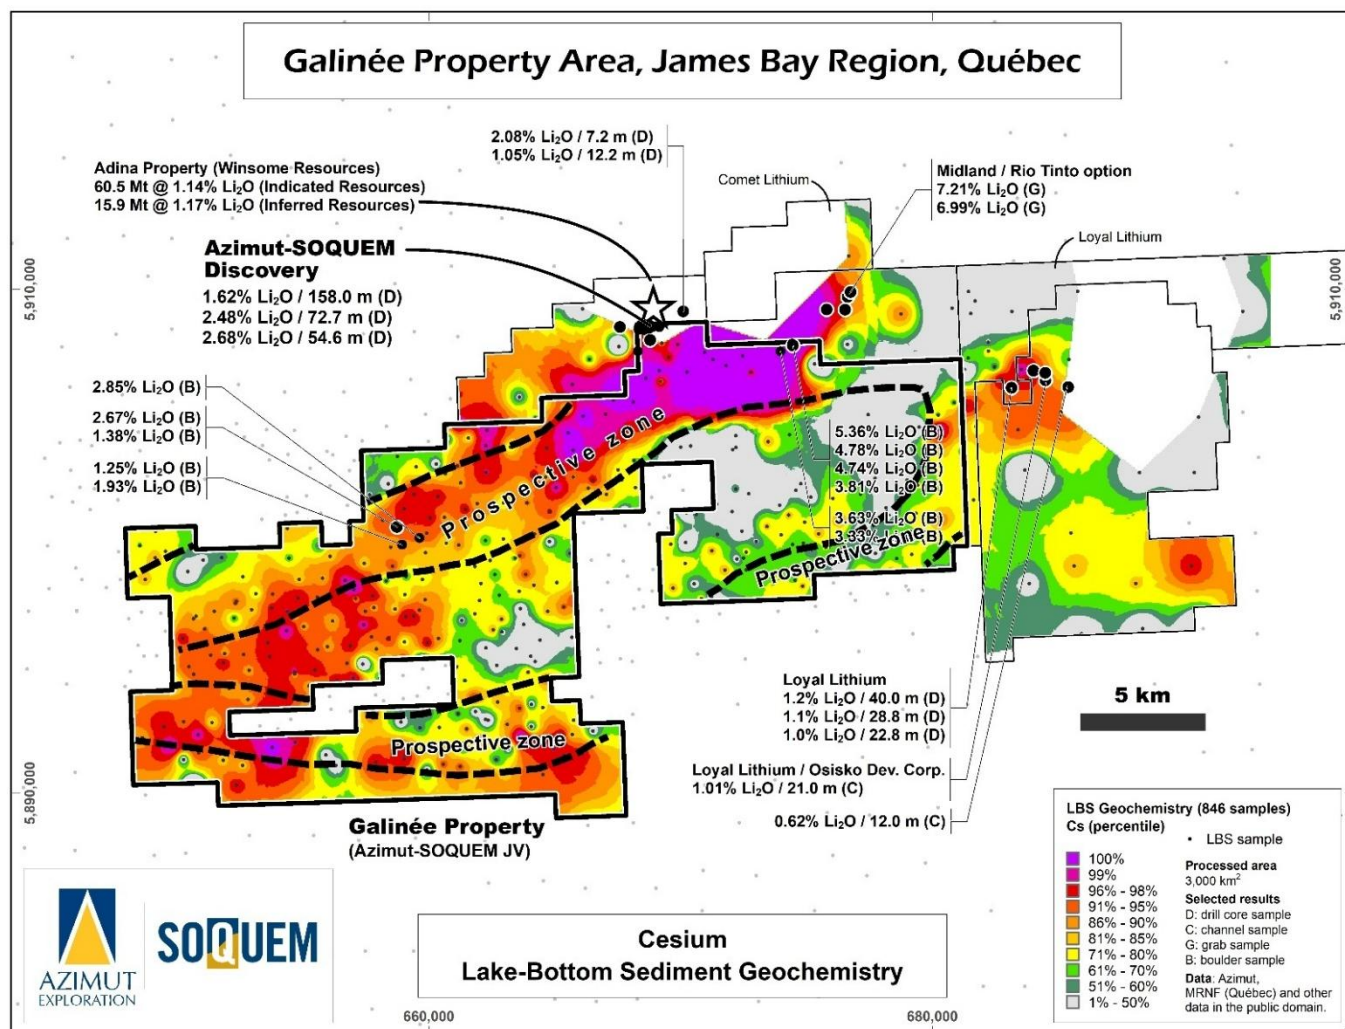 Galinée Property Area, James Bay Region, Québec
2.08% Li₂O / 7.2 m (D)
1.05% Li₂O / 12.2 m (D)
Adina Property (Winsome Resources)
60.5 Mt @ 1.14% Li₂O (Indicated Resources)
15.9 Mt @ 1.17% Li₂O (Inferred Resources)
Comet Lithium
Midland / Rio Tinto option
7.21% Li₂O (G)
6.99% Li₂O (G)
Loyal Lithium
Azimut-SOQUEM
Discovery
1.62% Li₂O / 158.0 m (D)
2.48% Li₂O / 72.7 m (D)
2.68% Li₂O / 54.6 m (D)
5,910,000
5,910,000
2.85% Li₂O (B)
2.67% Li₂O (B)
1.38% Li₂O (B)
1.25% Li₂O (B)
1.93% Li₂O (B)
Prospective zone
5.36% Li₂O (B)
4.78% Li₂O (B)
4.74% Li₂O (B)
3.81% Li₂O (B)
3.63% Li₂O (B)
3.33% Li₂O (B)
Prospective zone
Loyal Lithium
1.2% Li₂O / 40.0 m (D)
1.1% Li₂O / 28.8 m (D)
1.0% Li₂O / 22.8 m (D)
5 km
Prospective zone
Loyal Lithium / Osisko Dev. Corp.
1.01% Li₂O / 21.0 m (C)
0.62% Li₂O / 12.0 m (C)
5,890,000
Galinée Property
(Azimut-SOQUEM JV)
LBS Geochemistry (846 samples)
Cs (percentile)
100%
99%
96% - 98%
91% - 95%
86% - 90%
81% - 85%
71% - 80%
61% - 70%
51% - 60%
1% - 50%
LBS sample
Processed area
3,000 km²
Selected results
D: drill core sample
C: channel sample
G: grab sample
B: boulder sample
Data: Azimut,
MRNF (Québec) and other
data in the public domain.
AZIMUT
EXPLORATION
SOQUEM
Cesium
Lake-Bottom Sediment Geochemistry
660,000
680,000